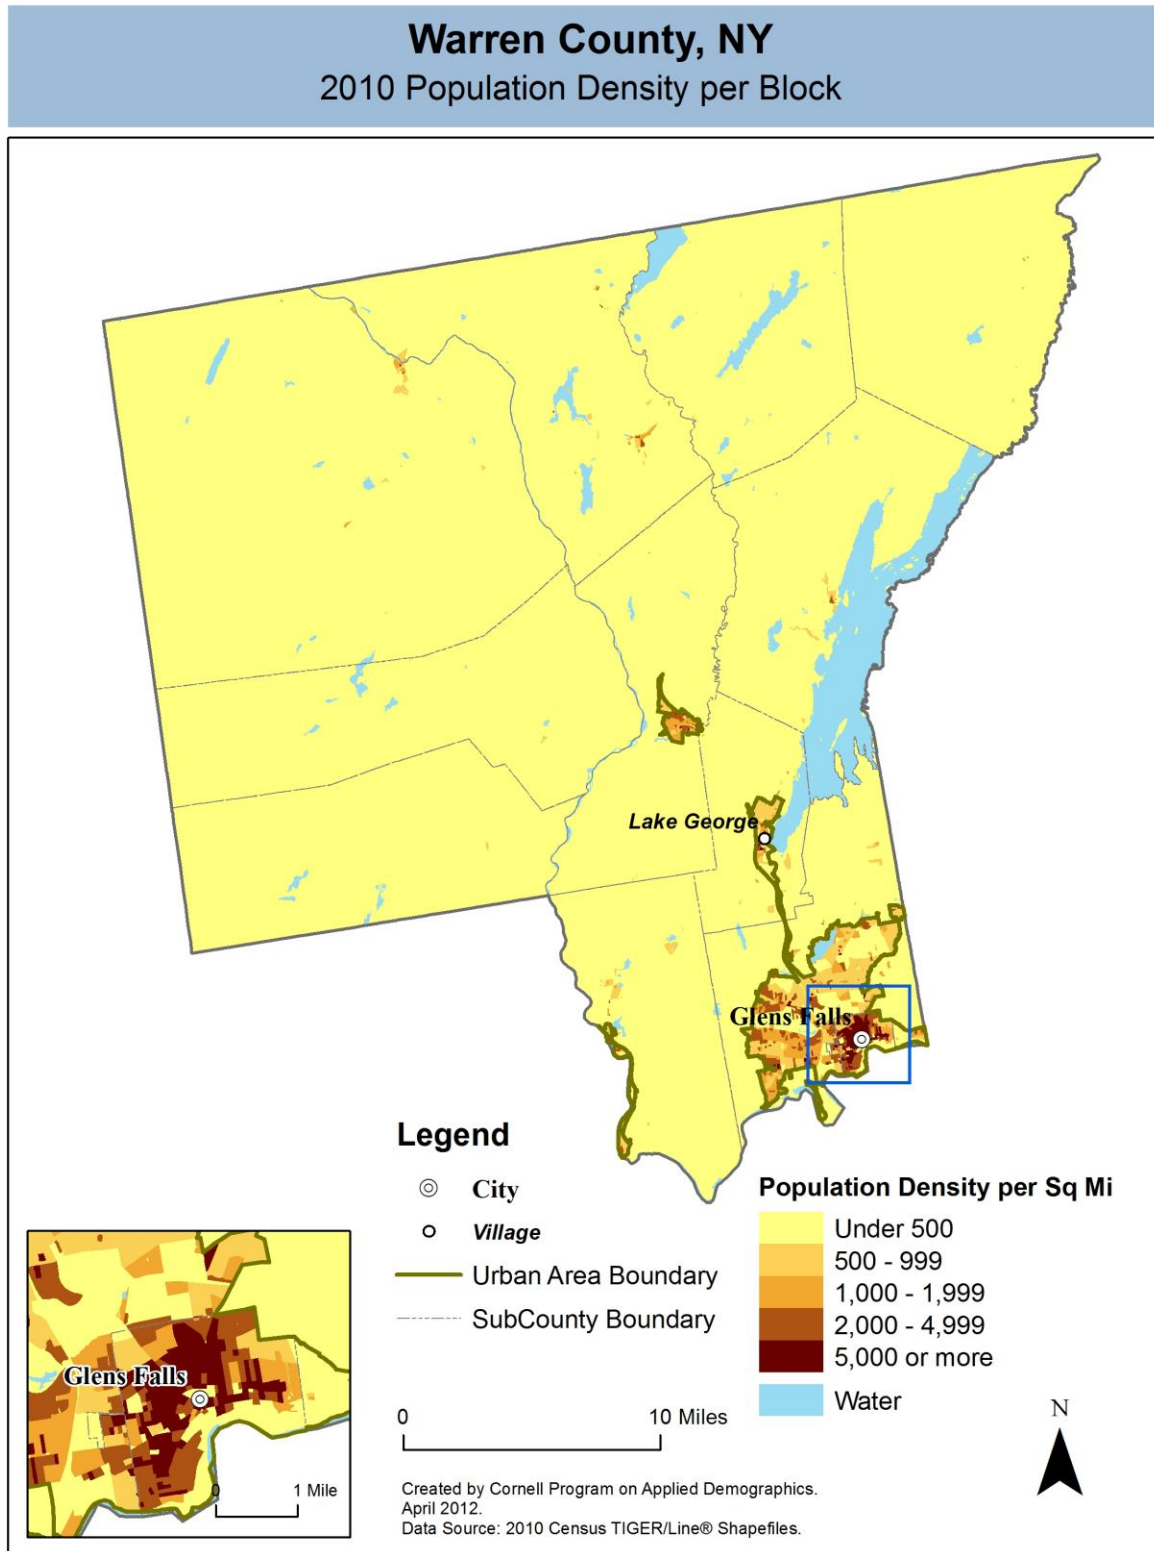 Warren County, NY
2010 Population Density per Block
Lake George
Glens Falls
Legend
City
Village
Urban Area Boundary
SubCounty Boundary
Population Density per Sq Mi
Under 500
500 - 999
1,000 - 1,999
2,000 - 4,999
5,000 or more
Water
Glens Falls
0 1 Mile
0 10 Miles
N
Created by Cornell Program on Applied Demographics.
April 2012.
Data Source: 2010 Census TIGER/Line® Shapefiles.